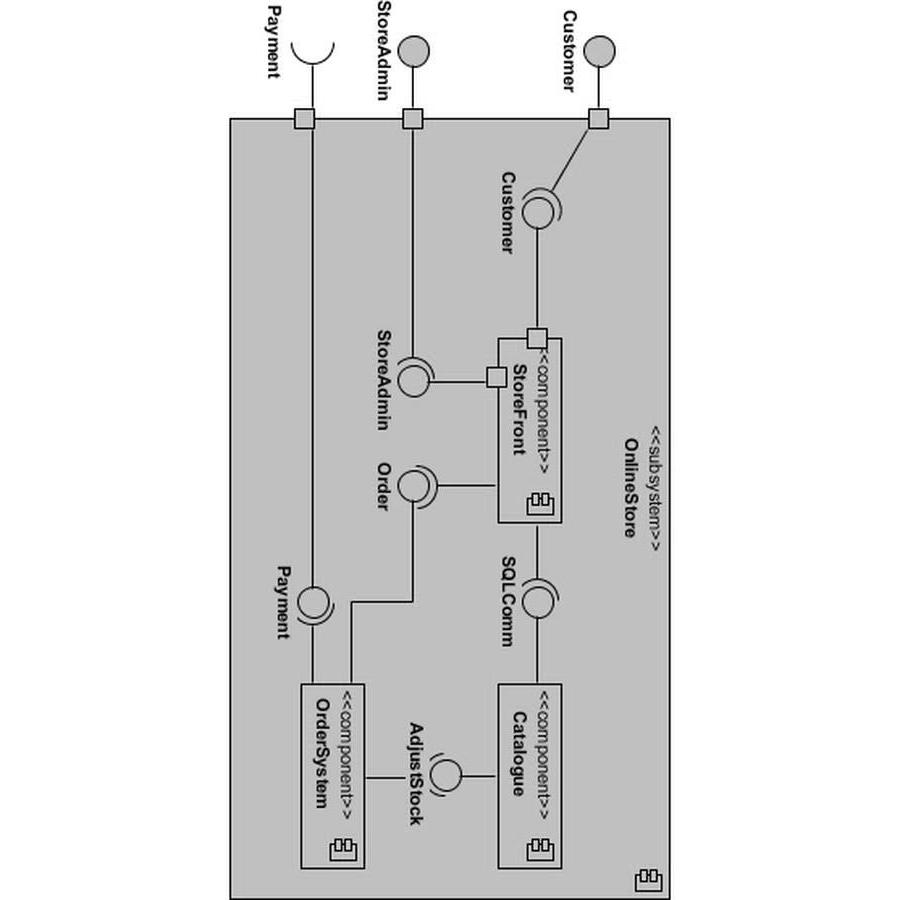 <<subsystem>>
OnlineStore
Customer
Customer
<<component>>
StoreFront
SQLComm
<<component>>
Catalogue
StoreAdmin
StoreAdmin
Order
AdjustStock
Payment
Payment
<<component>>
OrderSystem